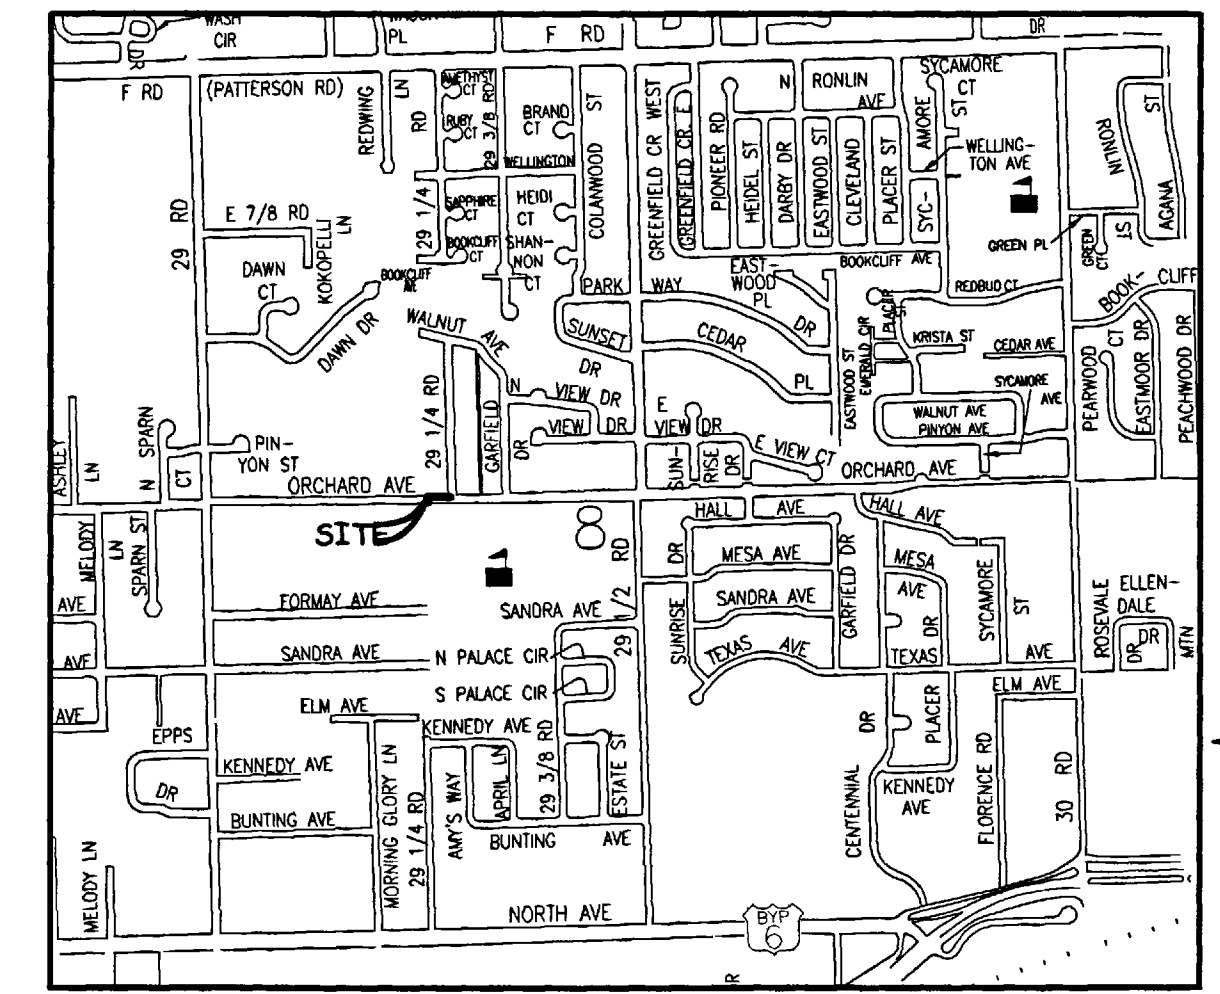 WASH
CIR
DR
PL
F RD
DR
F RD
(PATTERSON RD)
REDWING
LN
RD
AMETHYST
CT
RUBY
CT
29 3/8 RD
BRAND
CT
ST
COLANWOOD
WELLINGTON
GREENFIELD CR WEST
GREENFIELD CR E
PIONEER RD
N
RONLIN
AVE
HEIDEL ST
DARBY DR
EASTWOOD ST
CLEVELAND
PLACER ST
SYCAMORE
CT
AMORE
ST
SYC-
WELLING-
TON AVE
RONLIN
ST
ST
AGANA
GREEN PL
GREEN
CT
29
RD
E 7/8 RD
KOKOPELLI
LN
29 1/4
SAPPHIRE
CT
HEIDI
CT
BOOKCLIFF
CT
SHAN-
NON
CT
BOOKCLIFF
AVE
DAWN
CT
DAWN DR
BOOKCLIFF AVE
EAST-
WOOD
PL
PARK
WAY
DR
REDBUD CT
BOOK-
CLIFF
WALNUT AVE
SUNSET
DR
CEDAR
PL
EASTWOOD ST
EMERALD CIR
PLACER
KRISTA ST
CEDAR AVE
SYCAMORE
AVE
PEARWOOD
CT
EASTMOOR DR
PEACHWOOD DR
29 1/4 RD
GARFIELD
DR
N
VIEW DR
VIEW DR
E
VIEW DR
E VIEW CT
SUN-
RISE
DR
WALNUT AVE
PINYON AVE
ASHLEY
LN
N SPARN
CT
PIN-
YON ST
ORCHARD AVE
ORCHARD AVE
SITE
8
MELODY
LN
SPARN ST
HALL AVE
HALL AVE
MESA AVE
MESA
AVE
SANDRA AVE
TEXAS AVE
SUNRISE
DR
GARFIELD DR
DR
TEXAS
AVE
SYCAMORE
ST
ROSEVALE
ELLEN-
DALE
DR
DR
MTN
AVE
AVE
AVE
FORMAY AVE
SANDRA AVE
SANDRA AVE
29 1/2 RD
N PALACE CIR
S PALACE CIR
ELM AVE
KENNEDY AVE
29 3/8 RD
ESTATE ST
APRIL LN
AMY'S WAY
EPPS
DR
KENNEDY AVE
BUNTING AVE
MORNING GLORY LN
29 1/4 RD
BUNTING AVE
MELODY LN
NORTH AVE
BYP
6
CENTENNIAL
DR
PLACER
KENNEDY
AVE
ELM AVE
FLORENCE RD
30 RD
R